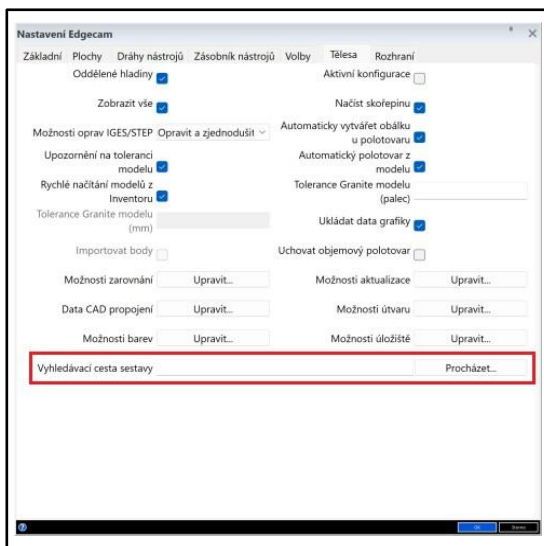 Nastavení Edgecam
Základní Plochy Dráhy nástrojů Zásobník nástrojů Volby Tělesa Rozhraní
Oddělené hladiny Aktivní konfigurace
Zobrazit vše Načíst skořepinu
Možnosti oprav IGES/STEP Opravit a zjednodušit Automaticky vytvářet obálku
u polotovaru
Upozornění na toleranci Automatický polotovar z
modelu modelu
Rychlé načítání modelů z Tolerance Granite modelu
Inventoru (palec)
Tolerance Granite modelu Ukládat data grafiky
(mm)
Importovat body Uchovat objemový polotovar
Možnosti zarovnání Upravit... Možnosti aktualizace Upravit...
Data CAD propojení Upravit... Možnosti útvaru Upravit...
Možnosti barev Upravit... Možnosti úložiště Upravit...
Vyhledávací cesta sestavy Procházet...
OK